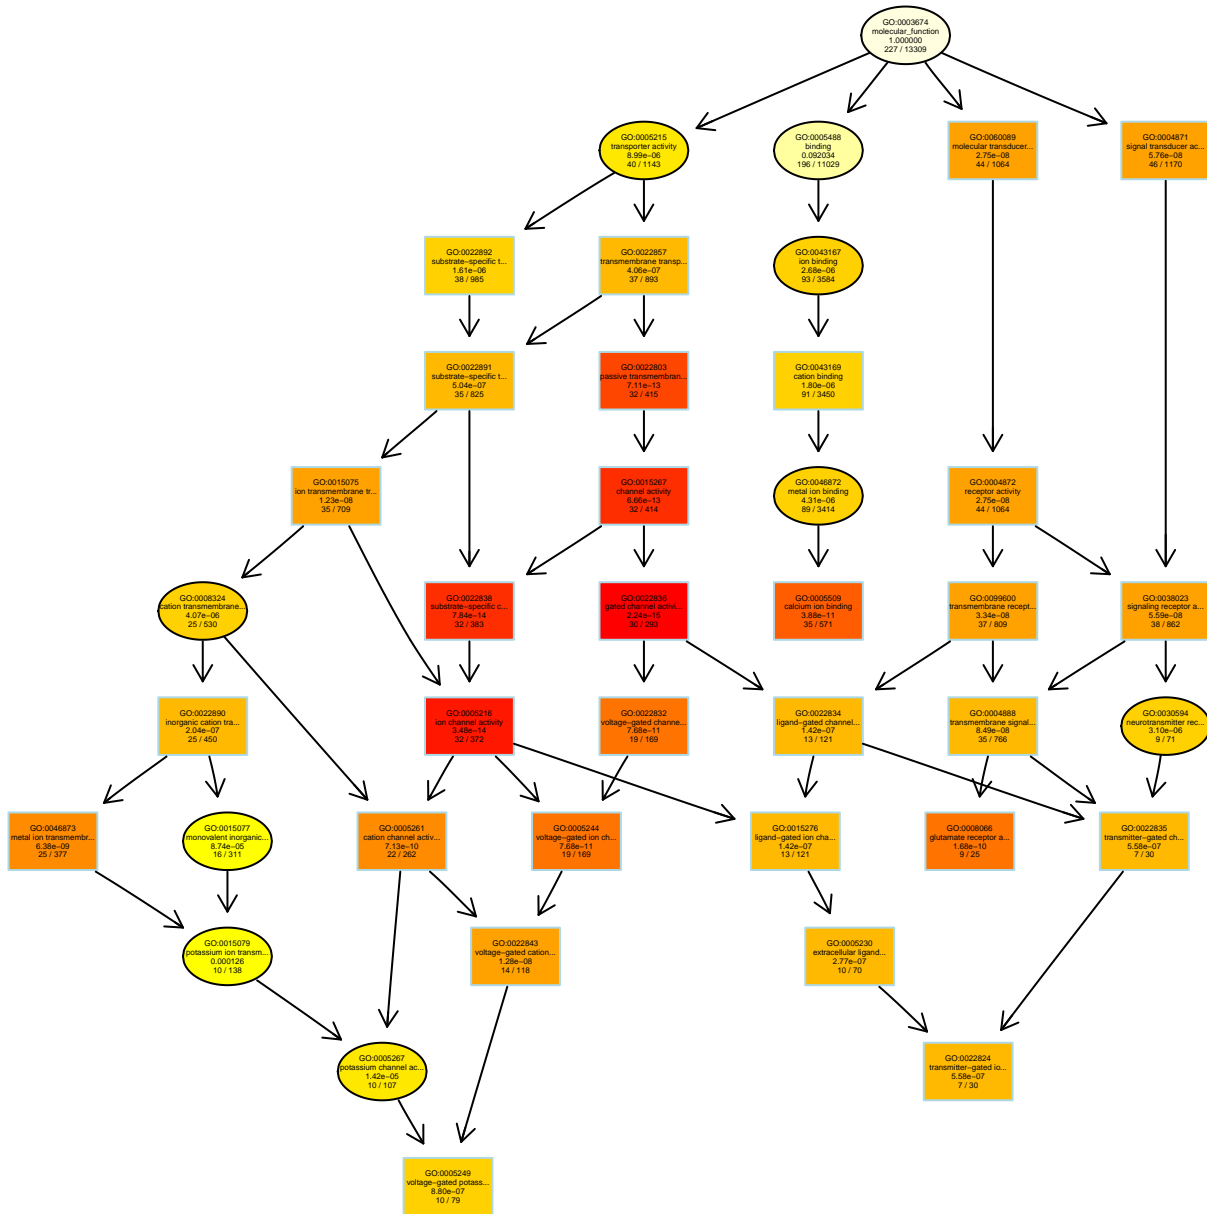 GO:0003674
molecular_function
1.000000
227 / 13309
GO:0005215
transporter activity
8.99e−06
40 / 1143
GO:0005488
binding
0.092034
196 / 11029
GO:0060089
molecular transducer...
2.75e−08
44 / 1064
GO:0004871
signal transducer ac...
5.76e−08
46 / 1170
GO:0022892
substrate−specific t...
1.61e−06
38 / 985
GO:0022857
transmembrane transp...
4.06e−07
37 / 893
GO:0043167
ion binding
2.68e−06
93 / 3584
GO:0022891
substrate−specific t...
5.04e−07
35 / 825
GO:0022803
passive transmembran...
7.11e−13
32 / 415
GO:0043169
cation binding
1.80e−06
91 / 3450
GO:0015075
ion transmembrane tr...
1.23e−08
35 / 709
GO:0015267
channel activity
6.66e−13
32 / 414
GO:0046872
metal ion binding
4.31e−06
89 / 3414
GO:0004872
receptor activity
2.75e−08
44 / 1064
GO:0008324
cation transmembrane...
4.07e−06
25 / 530
GO:0022838
substrate−specific c...
7.84e−14
32 / 383
GO:0022836
gated channel activi...
2.24e−15
30 / 293
GO:0005509
calcium ion binding
3.88e−11
35 / 571
GO:0099600
transmembrane recept...
3.34e−08
37 / 809
GO:0038023
signaling receptor a...
5.59e−08
38 / 862
GO:0022890
inorganic cation tra...
2.04e−07
25 / 450
GO:0005216
ion channel activity
3.48e−14
32 / 372
GO:0022832
voltage−gated channe...
7.68e−11
19 / 169
GO:0022834
ligand−gated channel...
1.42e−07
13 / 121
GO:0004888
transmembrane signal...
8.49e−08
35 / 766
GO:0030594
neurotransmitter rec...
3.10e−06
9 / 71
GO:0046873
metal ion transmembr...
6.38e−09
25 / 377
GO:0015077
monovalent inorganic...
8.74e−05
16 / 311
GO:0005261
cation channel activ...
7.13e−10
22 / 262
GO:0005244
voltage−gated ion ch...
7.68e−11
19 / 169
GO:0015276
ligand−gated ion cha...
1.42e−07
13 / 121
GO:0008066
glutamate receptor a...
1.68e−10
9 / 25
GO:0022835
transmitter−gated ch...
5.58e−07
7 / 30
GO:0015079
potassium ion transm...
0.000126
10 / 138
GO:0022843
voltage−gated cation...
1.28e−08
14 / 118
GO:0005230
extracellular ligand...
2.77e−07
10 / 70
GO:0005267
potassium channel ac...
1.42e−05
10 / 107
GO:0022824
transmitter−gated io...
5.58e−07
7 / 30
GO:0005249
voltage−gated potass...
8.80e−07
10 / 79